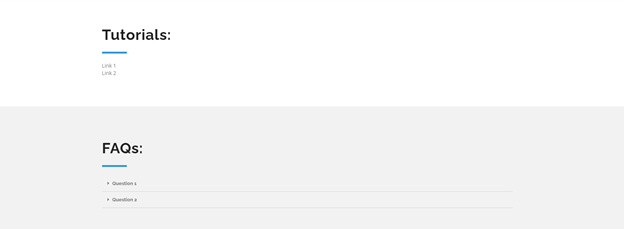 Tutorials:
Link 1
Link 2
FAQs:
Question 1
Question 2